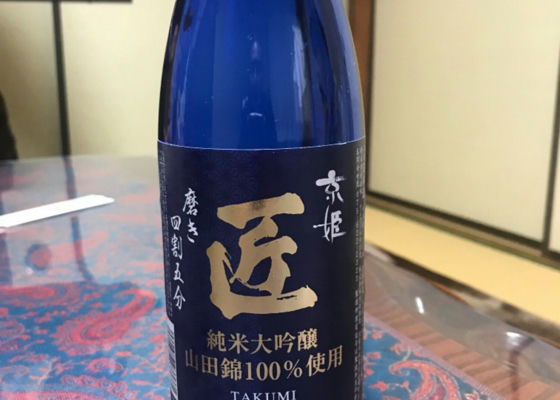 京姫
匠
磨き
四割五分
純米大吟醸
山田錦100%使用
TAKUMI